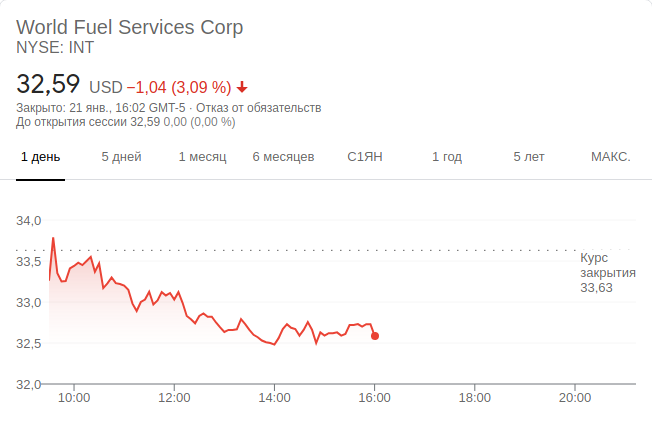 World Fuel Services Corp
NYSE: INT
32,59 USD −1,04 (3,09 %)
Закрыто: 21 янв., 16:02 GMT-5 · Отказ от обязательств
До открытия сессии 32,59 0,00 (0,00 %)
1 день 5 дней 1 месяц 6 месяцев С1ЯН 1 год 5 лет МАКС.
34,0
Курс
закрытия
33,63
33,5
33,0
32,5
32,0
10:00 12:00 14:00 16:00 18:00 20:00